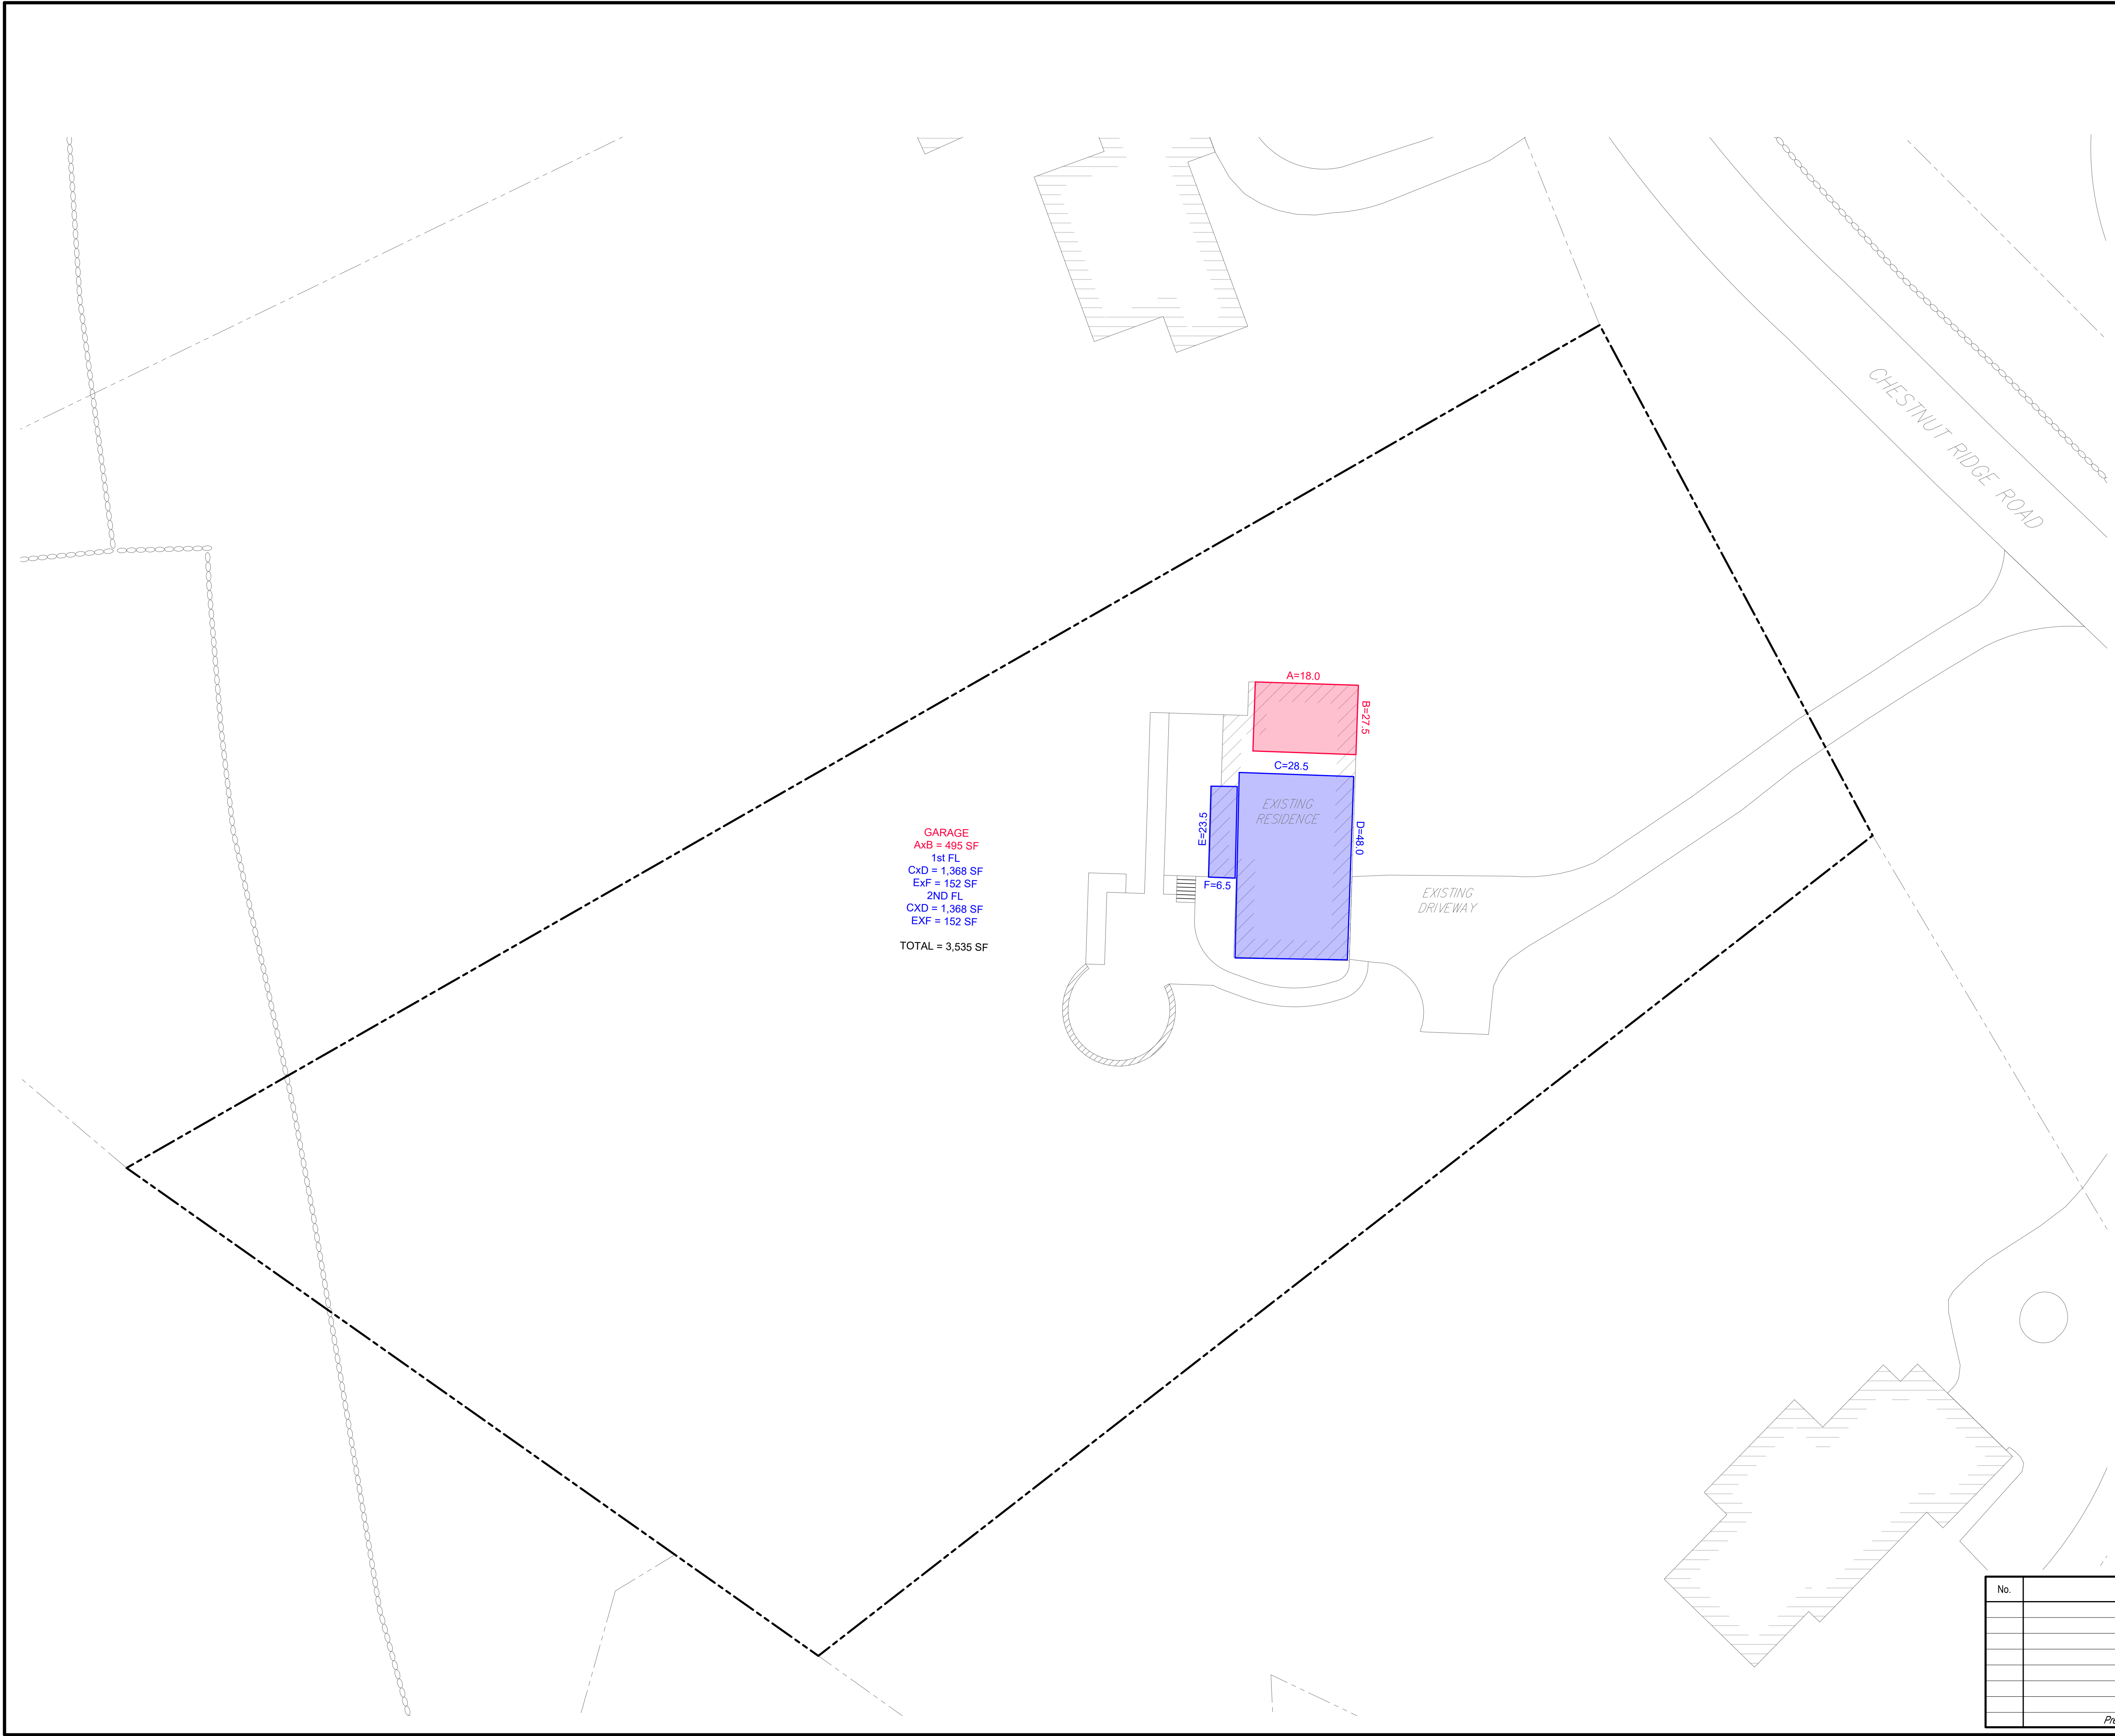 CHESTNUT RIDGE ROAD
A=18.0
B=27.5
C=28.5
EXISTING
RESIDENCE
E=23.5
D=48.0
F=6.5
GARAGE
AxB = 495 SF
1st FL
CxD = 1,368 SF
ExF = 152 SF
2ND FL
CXD = 1,368 SF
EXF = 152 SF
TOTAL = 3,535 SF
EXISTING
DRIVEWAY
No.